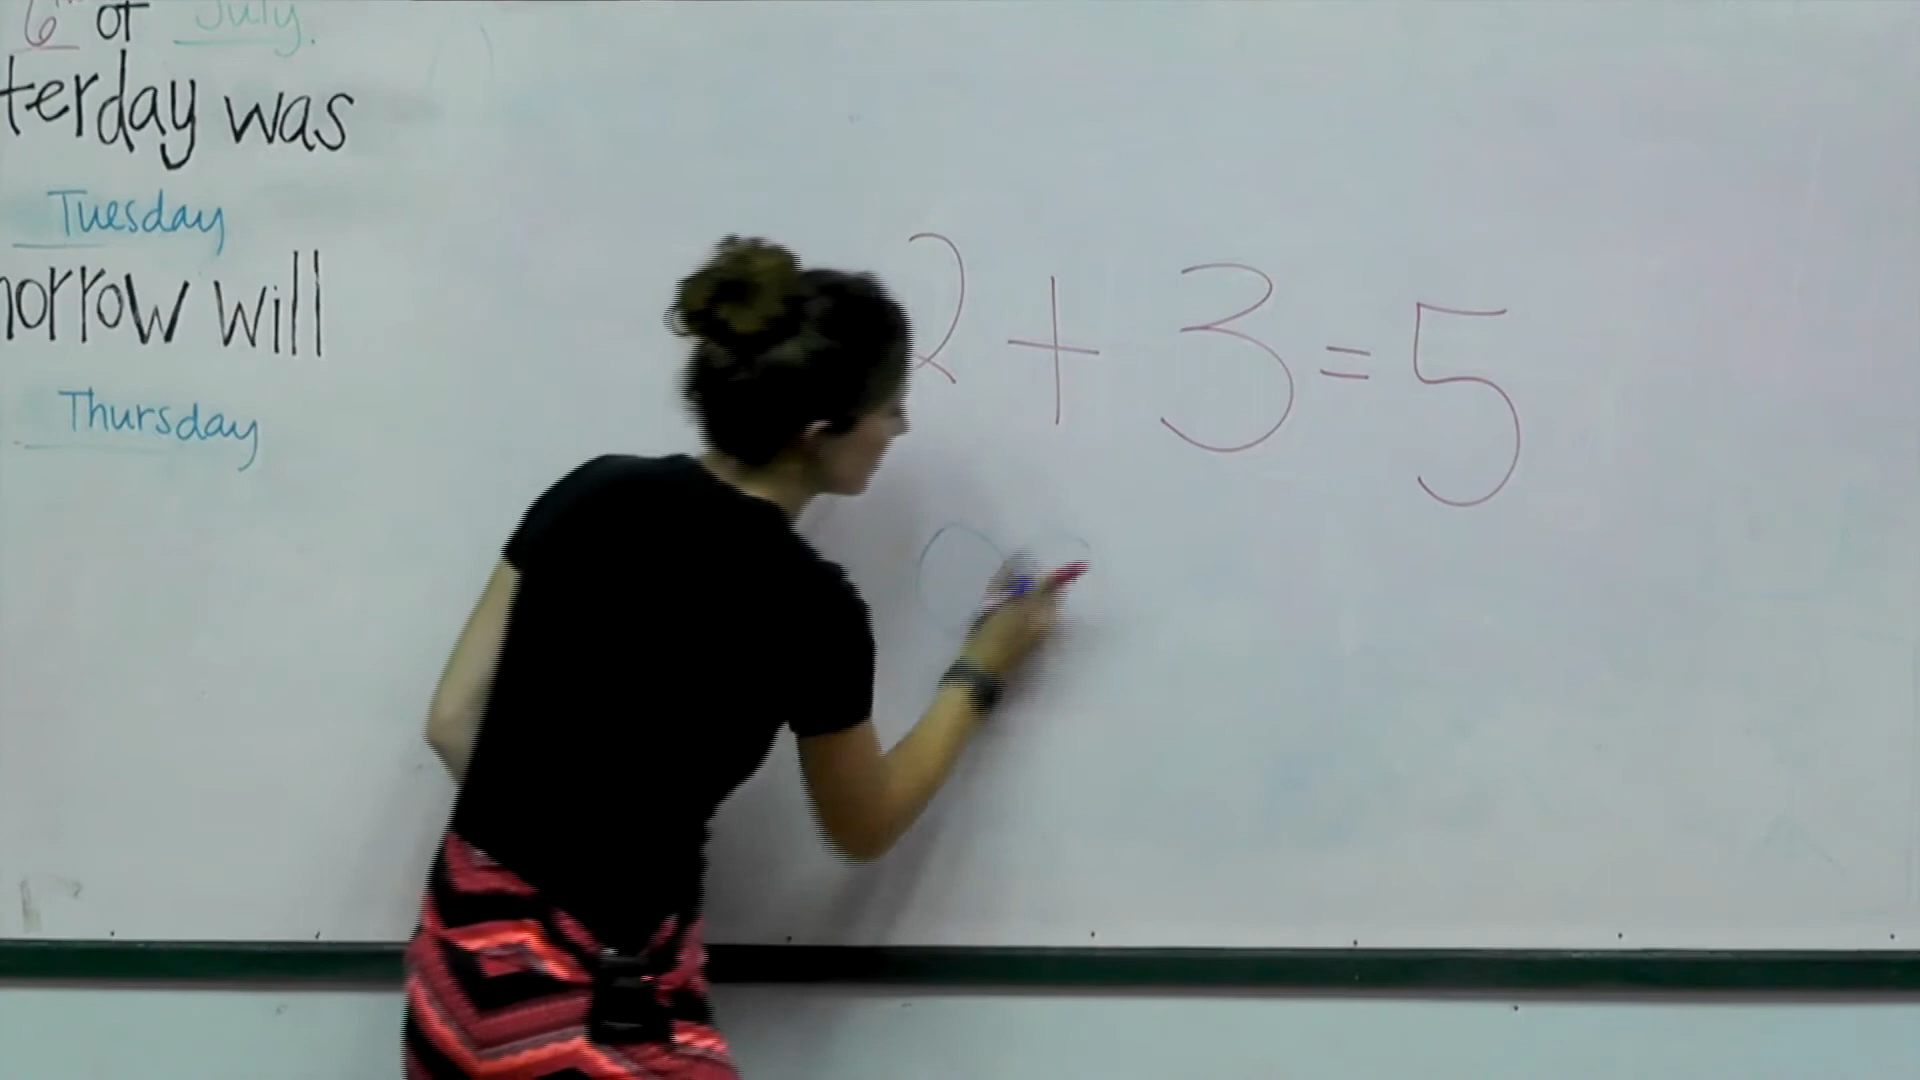 6th of July.
terday was
Tuesday
morrow will
Thursday
2 + 3 = 5